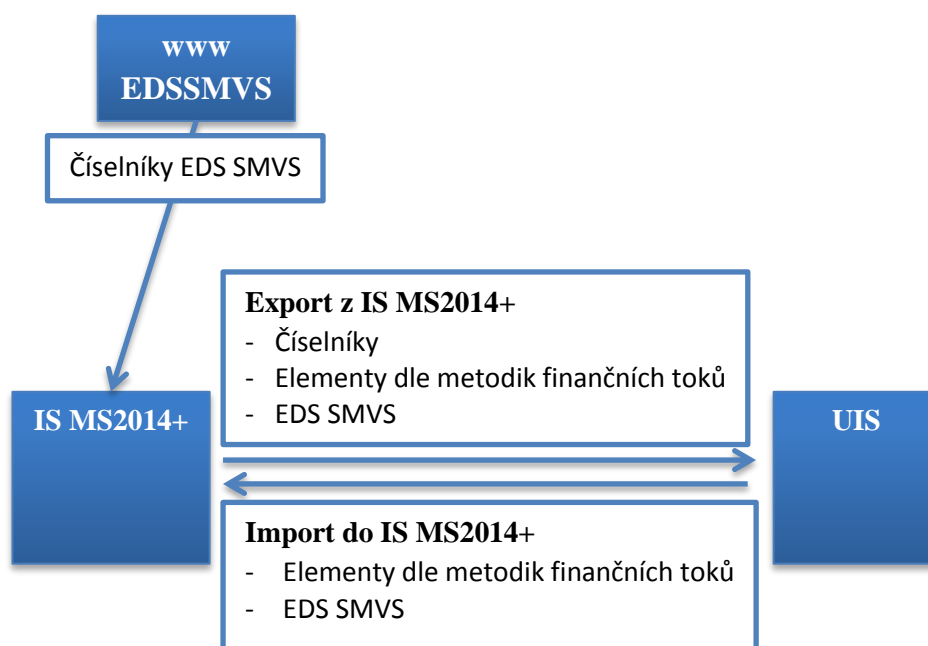 www
EDSSMVS
Číselníky EDS SMVS
Export z IS MS2014+
- Číselníky
- Elementy dle metodik finančních toků
- EDS SMVS
IS MS2014+
UIS
Import do IS MS2014+
- Elementy dle metodik finančních toků
- EDS SMVS